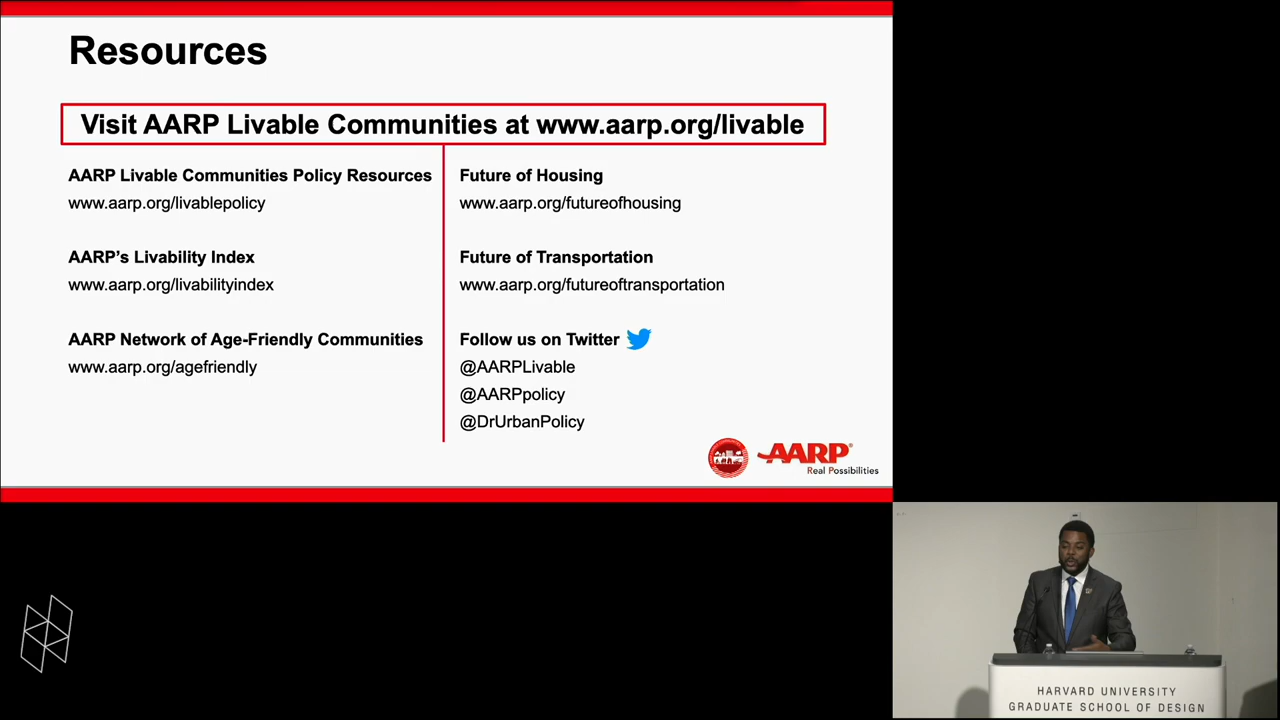 Resources
Visit AARP Livable Communities at www.aarp.org/livable
AARP Livable Communities Policy Resources
www.aarp.org/livablepolicy
AARP’s Livability Index
www.aarp.org/livabilityindex
AARP Network of Age-Friendly Communities
www.aarp.org/agefriendly
Future of Housing
www.aarp.org/futureofhousing
Future of Transportation
www.aarp.org/futureoftransportation
Follow us on Twitter
@AARPLivable
@AARPpolicy
@DrUrbanPolicy
AARP®
Real Possibilities
HARVARD UNIVERSITY
GRADUATE SCHOOL OF DESIGN